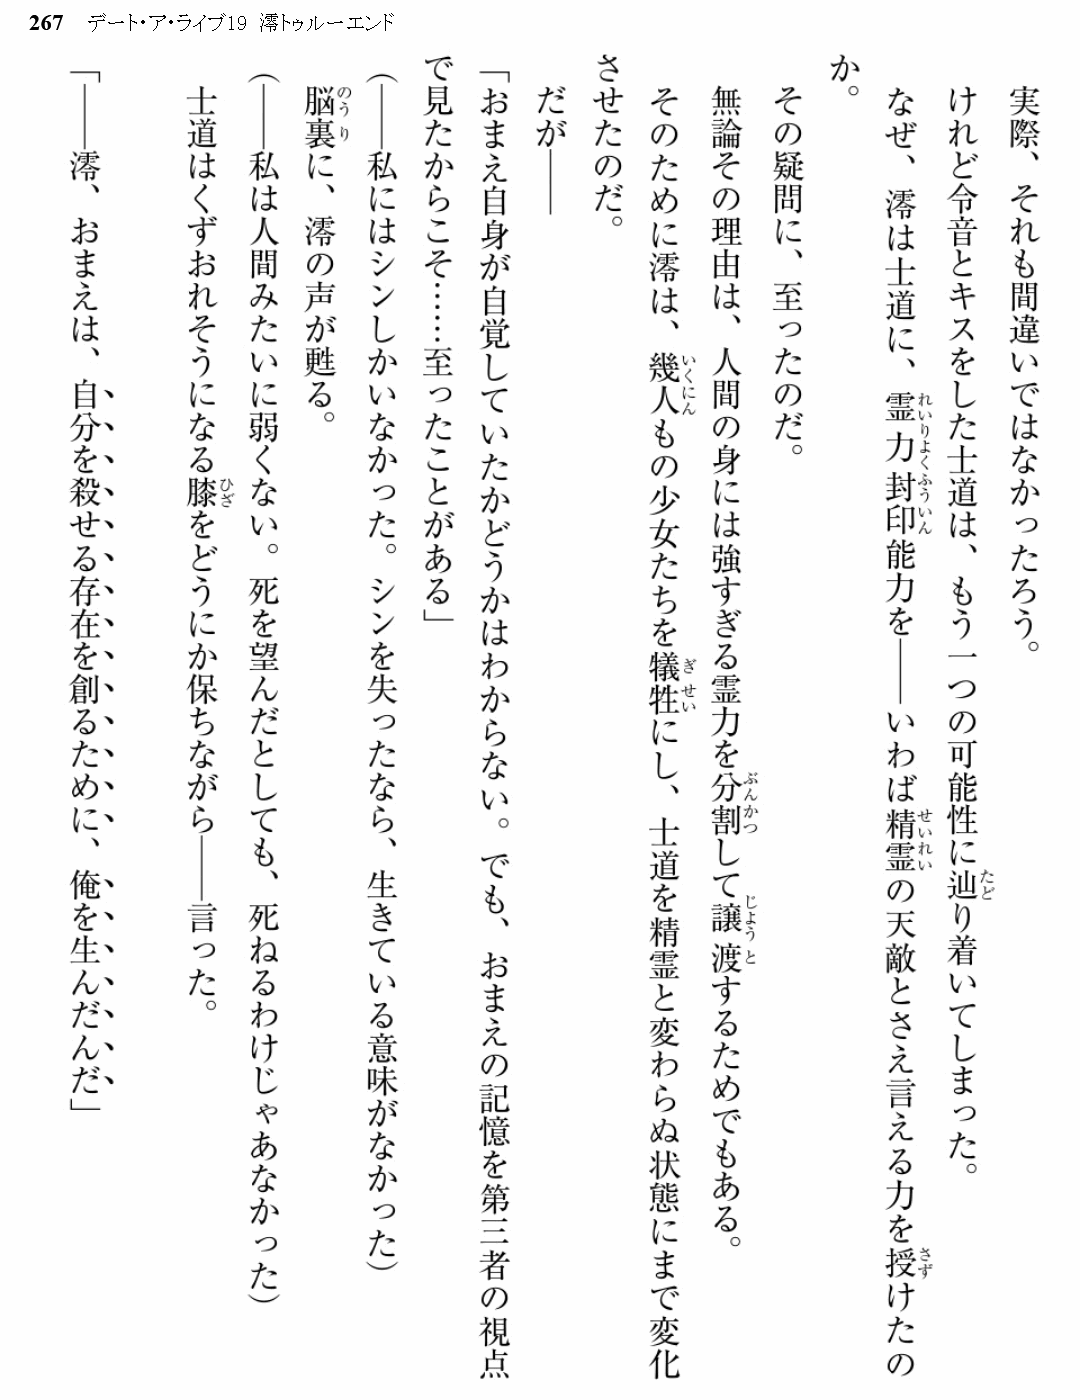 267 デート・ア・ライブ19 澪トゥルーエンド
実際、それも間違いではなかったろう。
けれど令音とキスをした士道は、もう一つの可能性に辿り着いてしまった。
なぜ、澪は士道に、霊力封印能力を――いわば精霊の天敵とさえ言える力を授けたの
か。
その疑問に、至ったのだ。
無論その理由は、人間の身には強すぎる霊力を分割して譲渡するためでもある。
そのために澪は、幾人もの少女たちを犠牲にし、士道を精霊と変わらぬ状態にまで変化
させたのだ。
だが――
「おまえ自身が自覚していたかどうかはわからない。でも、おまえの記憶を第三者の視点
で見たからこそ……至ったことがある」
(――私にはシンしかいなかった。シンを失ったなら、生きている意味がなかった)
脳裏に、澪の声が甦る。
(――私は人間みたいに弱くない。死を望んだとしても、死ねるわけじゃあなかった)
士道はくずおれそうになる膝をどうにか保ちながら――言った。
「――澪、おまえは、自分を殺せる存在を創るために、俺を生んだんだ」